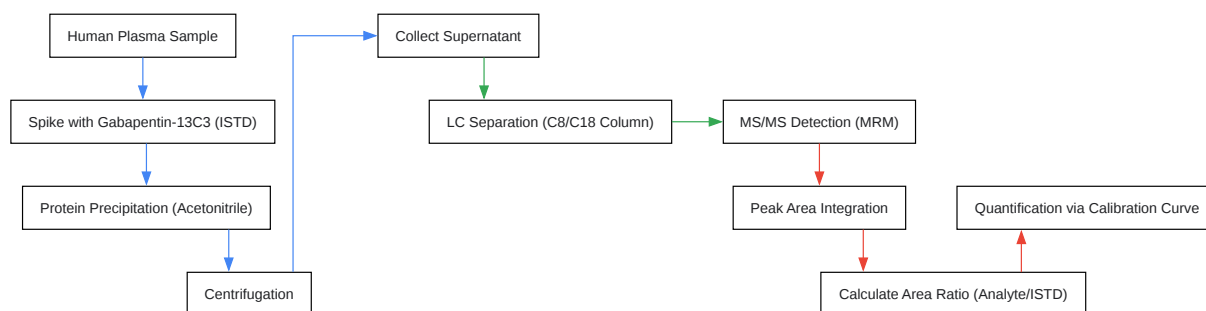 Human Plasma Sample
Spike with Gabapentin-13C3 (ISTD)
Protein Precipitation (Acetonitrile)
Centrifugation
Collect Supernatant
LC Separation (C8/C18 Column)
MS/MS Detection (MRM)
Peak Area Integration
Calculate Area Ratio (Analyte/ISTD)
Quantification via Calibration Curve